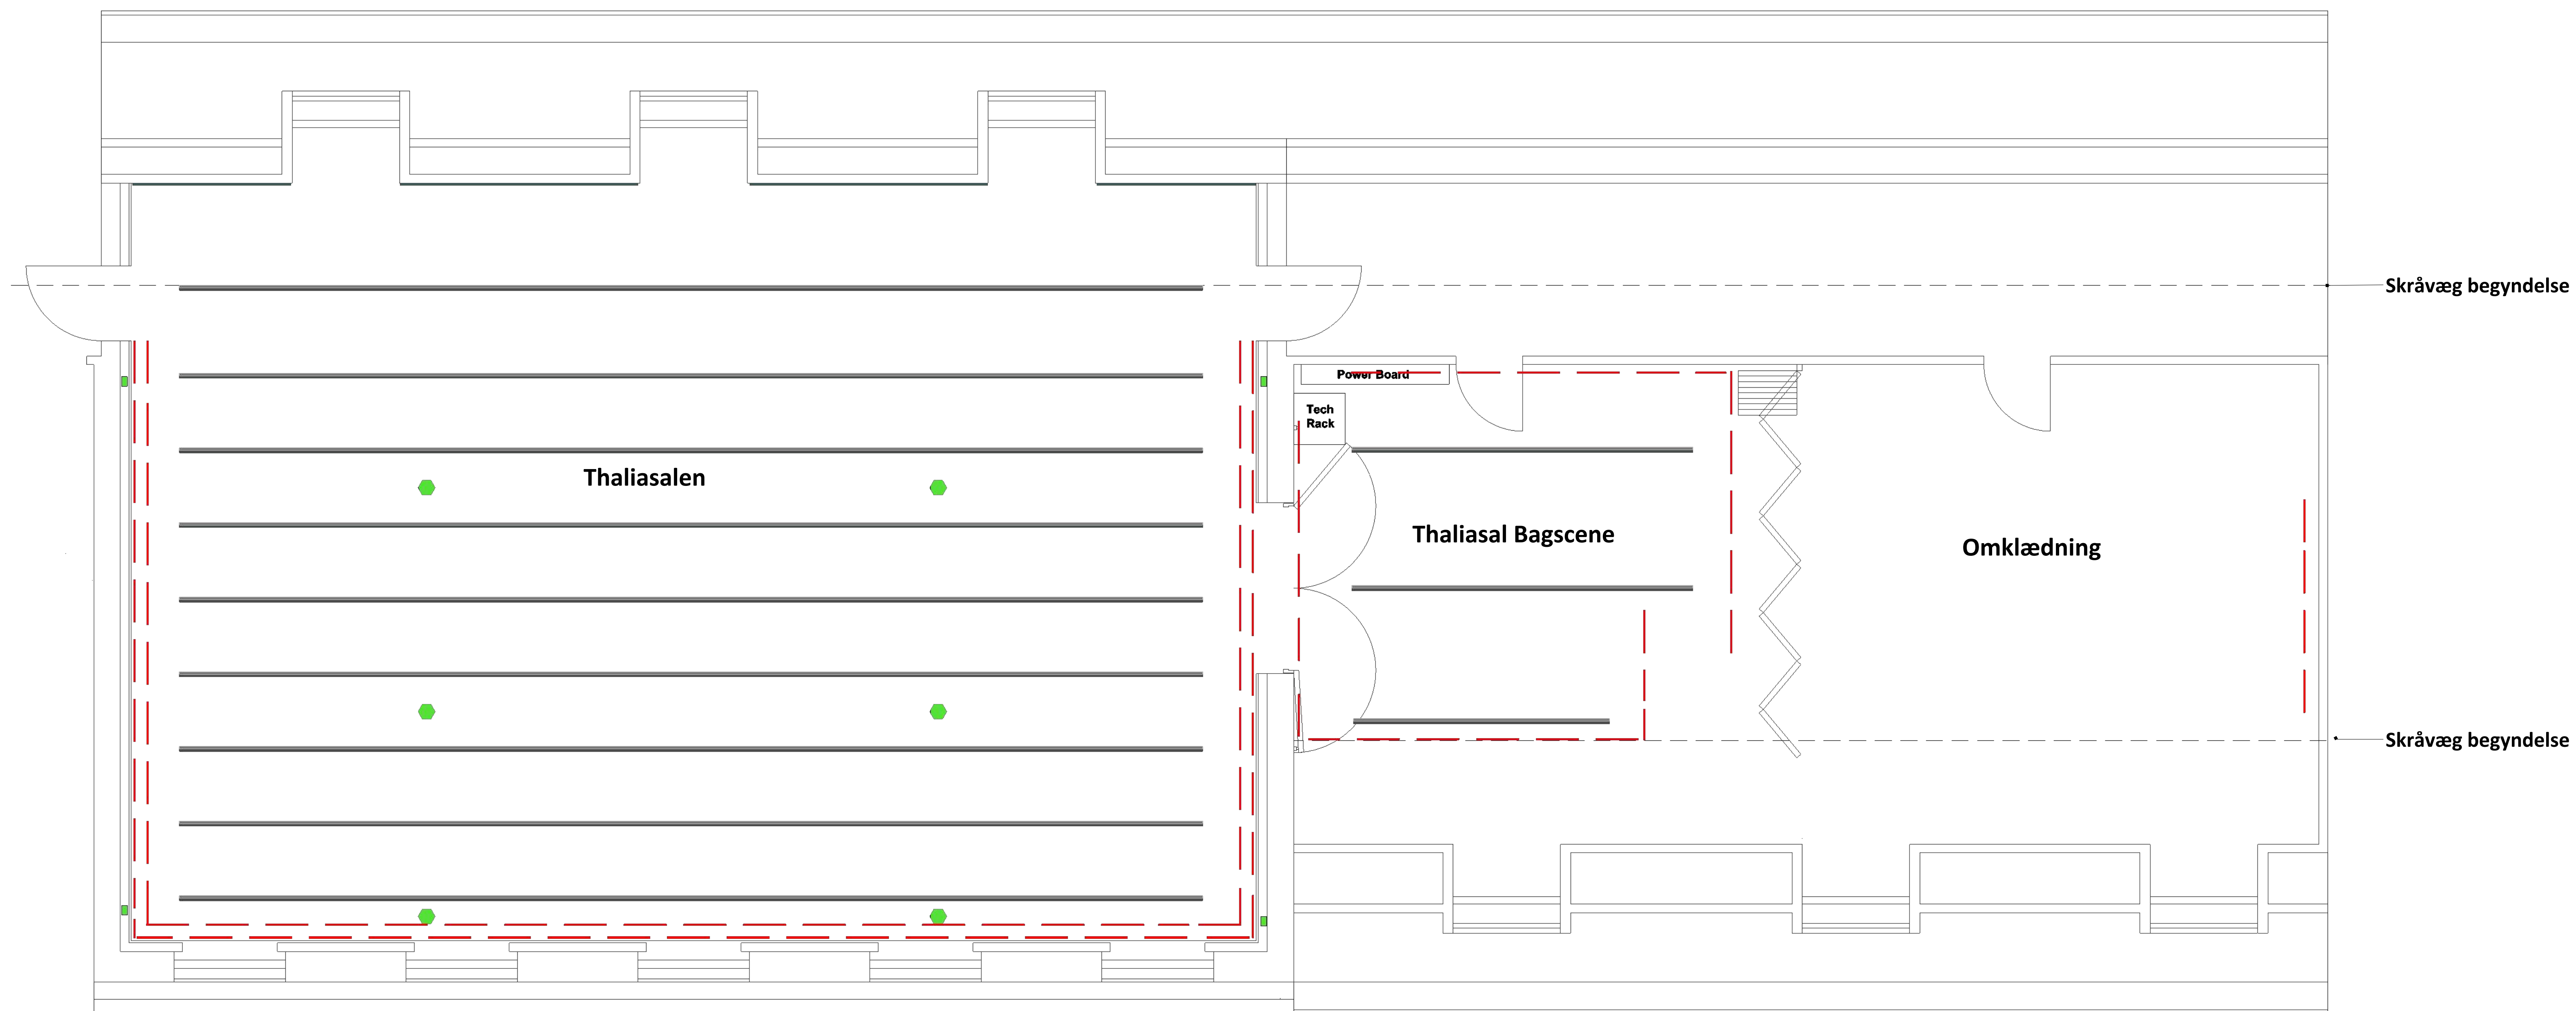 Skråvæg begyndelse
Power Board
Tech
Rack
Thaliasalen
Thaliasal Bagscene
Omklædning
Skråvæg begyndelse